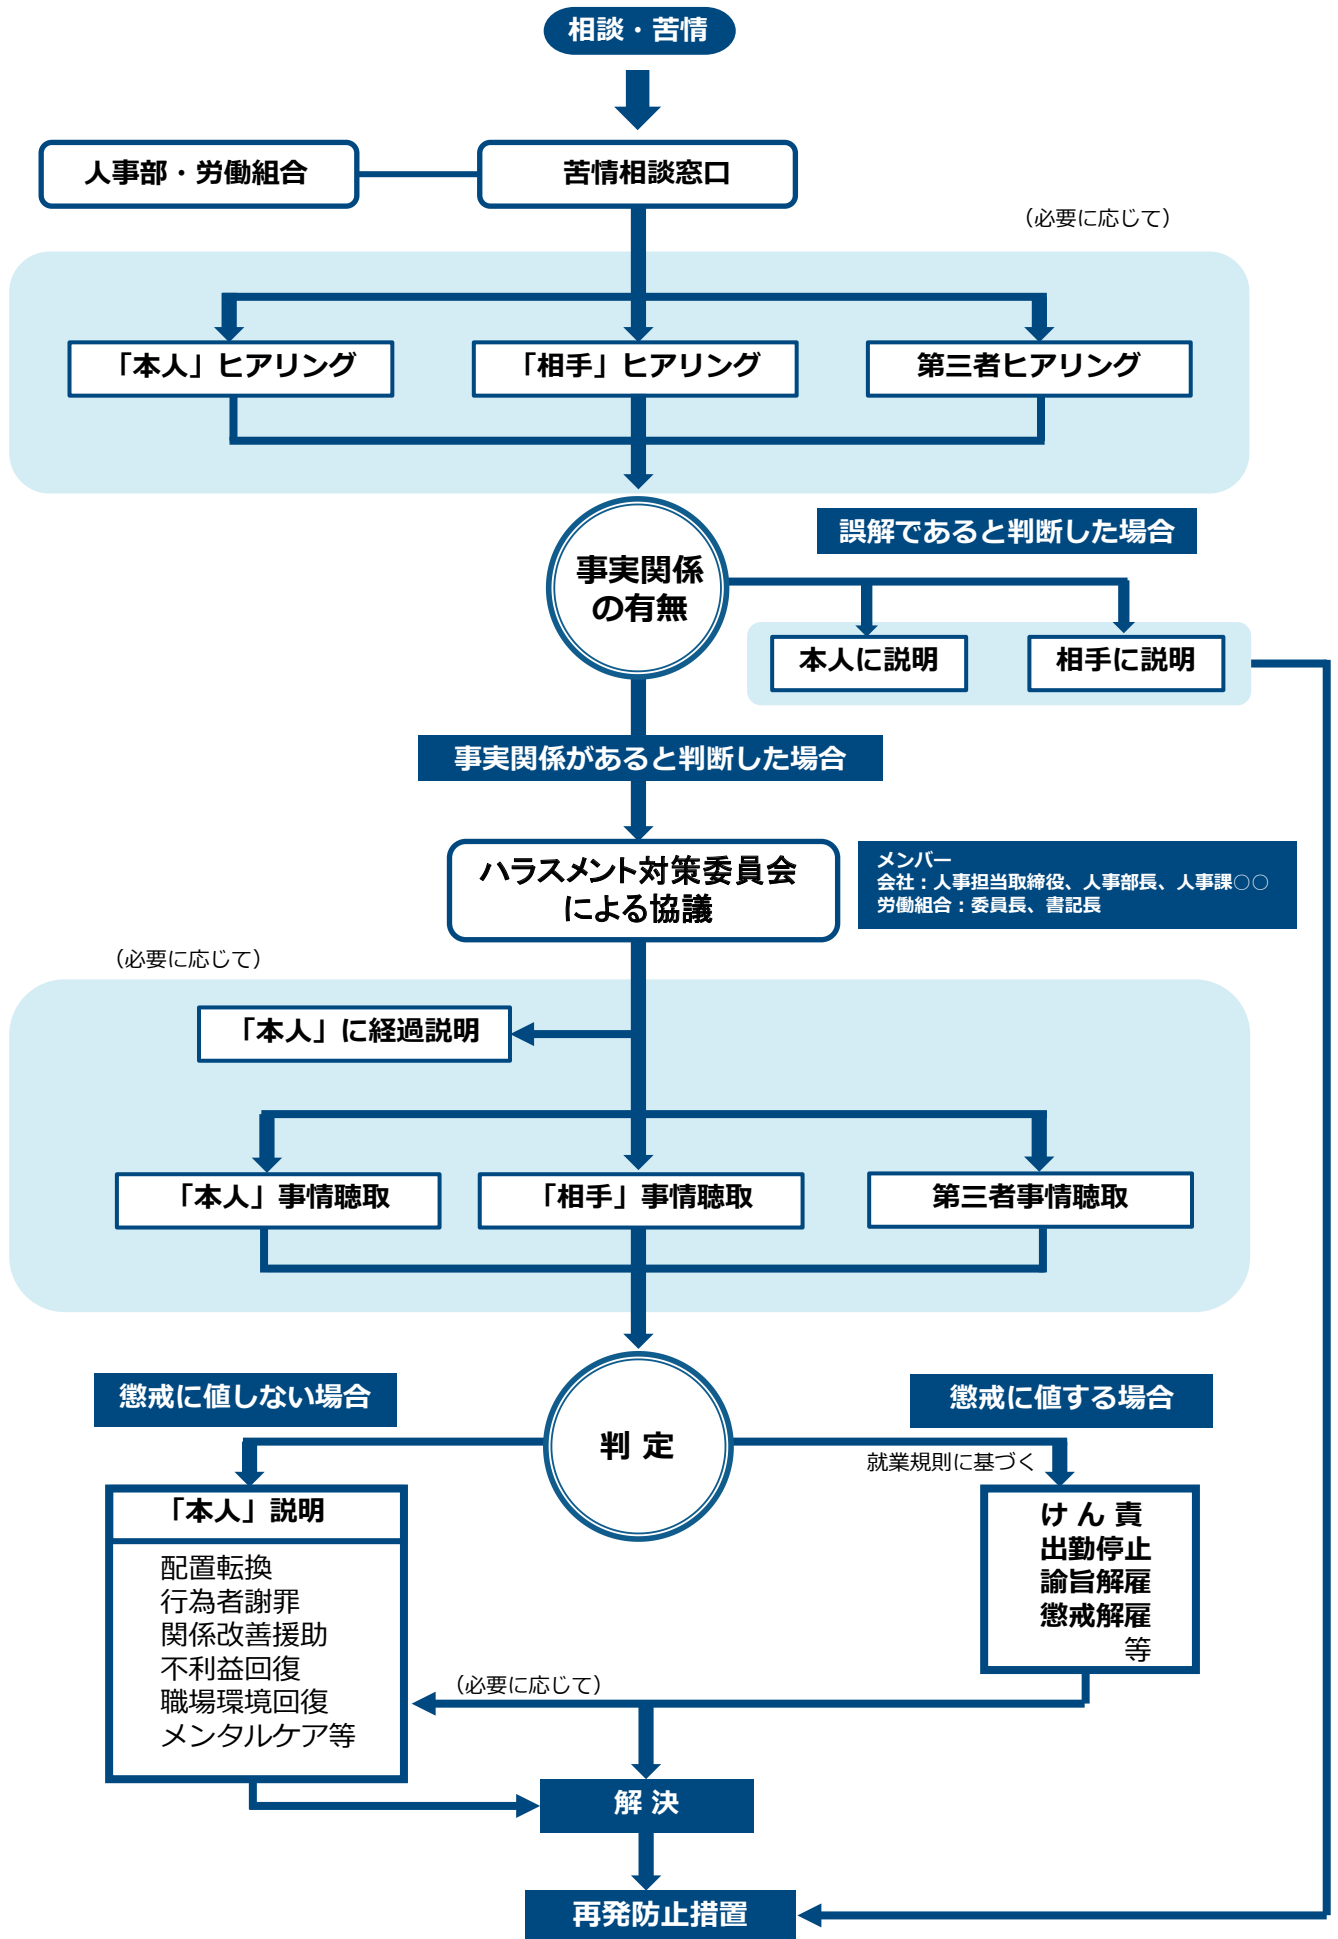 相談・苦情
人事部・労働組合
苦情相談窓口
（必要に応じて）
「本人」ヒアリング
「相手」ヒアリング
第三者ヒアリング
誤解であると判断した場合
事実関係
の有無
本人に説明
相手に説明
事実関係があると判断した場合
ハラスメント対策委員会
による協議
メンバー
会社：人事担当取締役、人事部長、人事課○○
労働組合：委員長、書記長
（必要に応じて）
「本人」に経過説明
「本人」事情聴取
「相手」事情聴取
第三者事情聴取
懲戒に値しない場合
懲戒に値する場合
判 定
就業規則に基づく
「本人」説明
配置転換
行為者謝罪
関係改善援助
不利益回復
職場環境回復
メンタルケア等
け ん 責
出勤停止
諭旨解雇
懲戒解雇
等
（必要に応じて）
解 決
再発防止措置